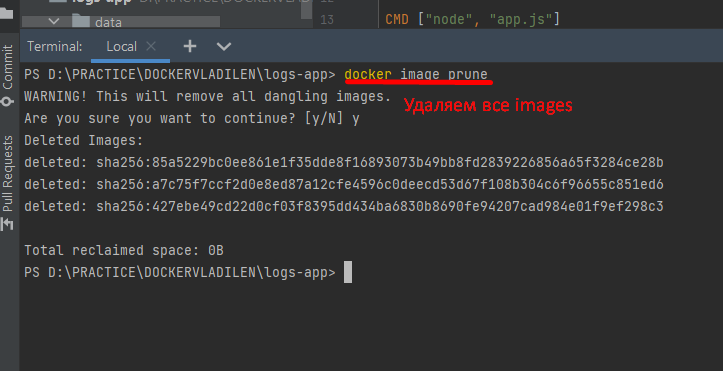 logs-app D:\PRACTICE\DOCKERVLADILEN\logs-app
data
13 CMD ["node", "app.js"]
Terminal: Local
Commit
Pull Requests
PS D:\PRACTICE\DOCKERVLADILEN\logs-app> docker image prune
WARNING! This will remove all dangling images.
Удаляем все images
Are you sure you want to continue? [y/N] y
Deleted Images:
deleted: sha256:85a5229bc0ee861e1f35dde8f16893073b49bb8fd2839226856a65f3284ce28b
deleted: sha256:a7c75f7ccf2d0e8ed87a12cfe4596c0deecd53d67f108b304c6f96655c851ed6
deleted: sha256:427ebe49cd22d0cf03f8395dd434ba6830b8690fe94207cad984e01f9ef298c3
Total reclaimed space: 0B
PS D:\PRACTICE\DOCKERVLADILEN\logs-app>